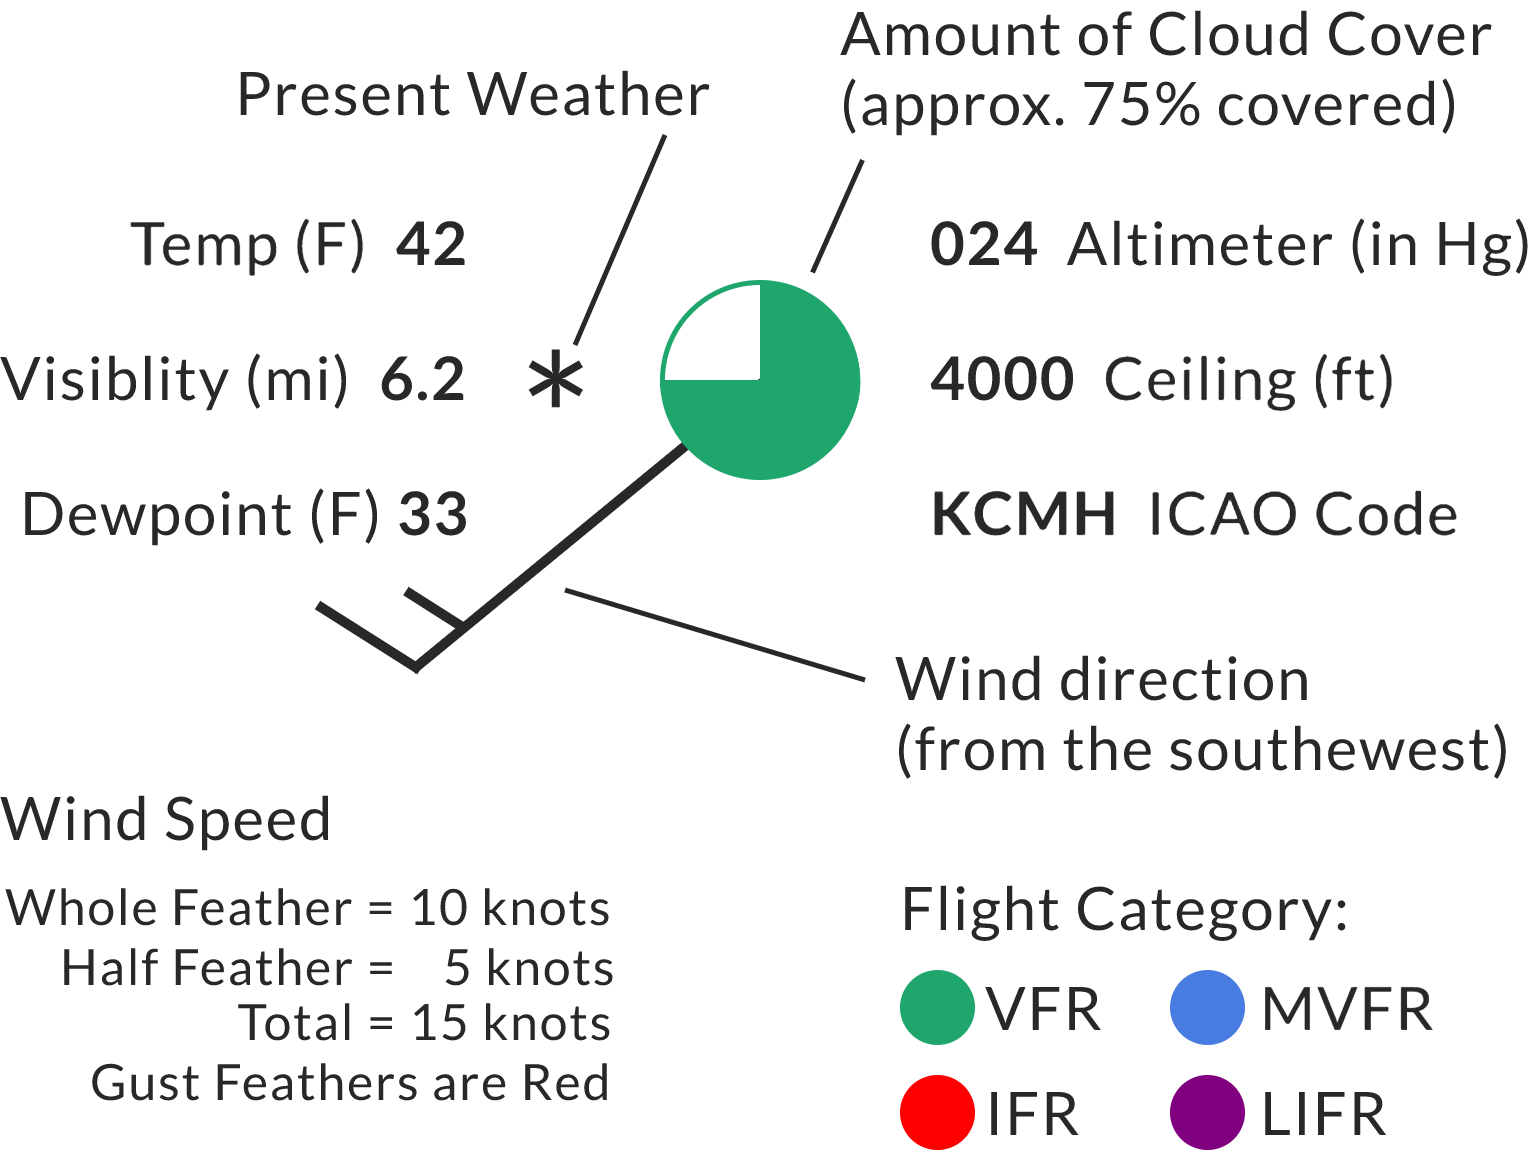 Amount of Cloud Cover
(approx. 75% covered)
Present Weather
Temp (F) 42
024 Altimeter (in Hg)
Visiblity (mi) 6.2
4000 Ceiling (ft)
Dewpoint (F) 33
KCMH ICAO Code
Wind direction
(from the southewest)
Wind Speed
Whole Feather = 10 knots
Half Feather = 5 knots
Total = 15 knots
Gust Feathers are Red
Flight Category:
VFR MVFR
IFR LIFR